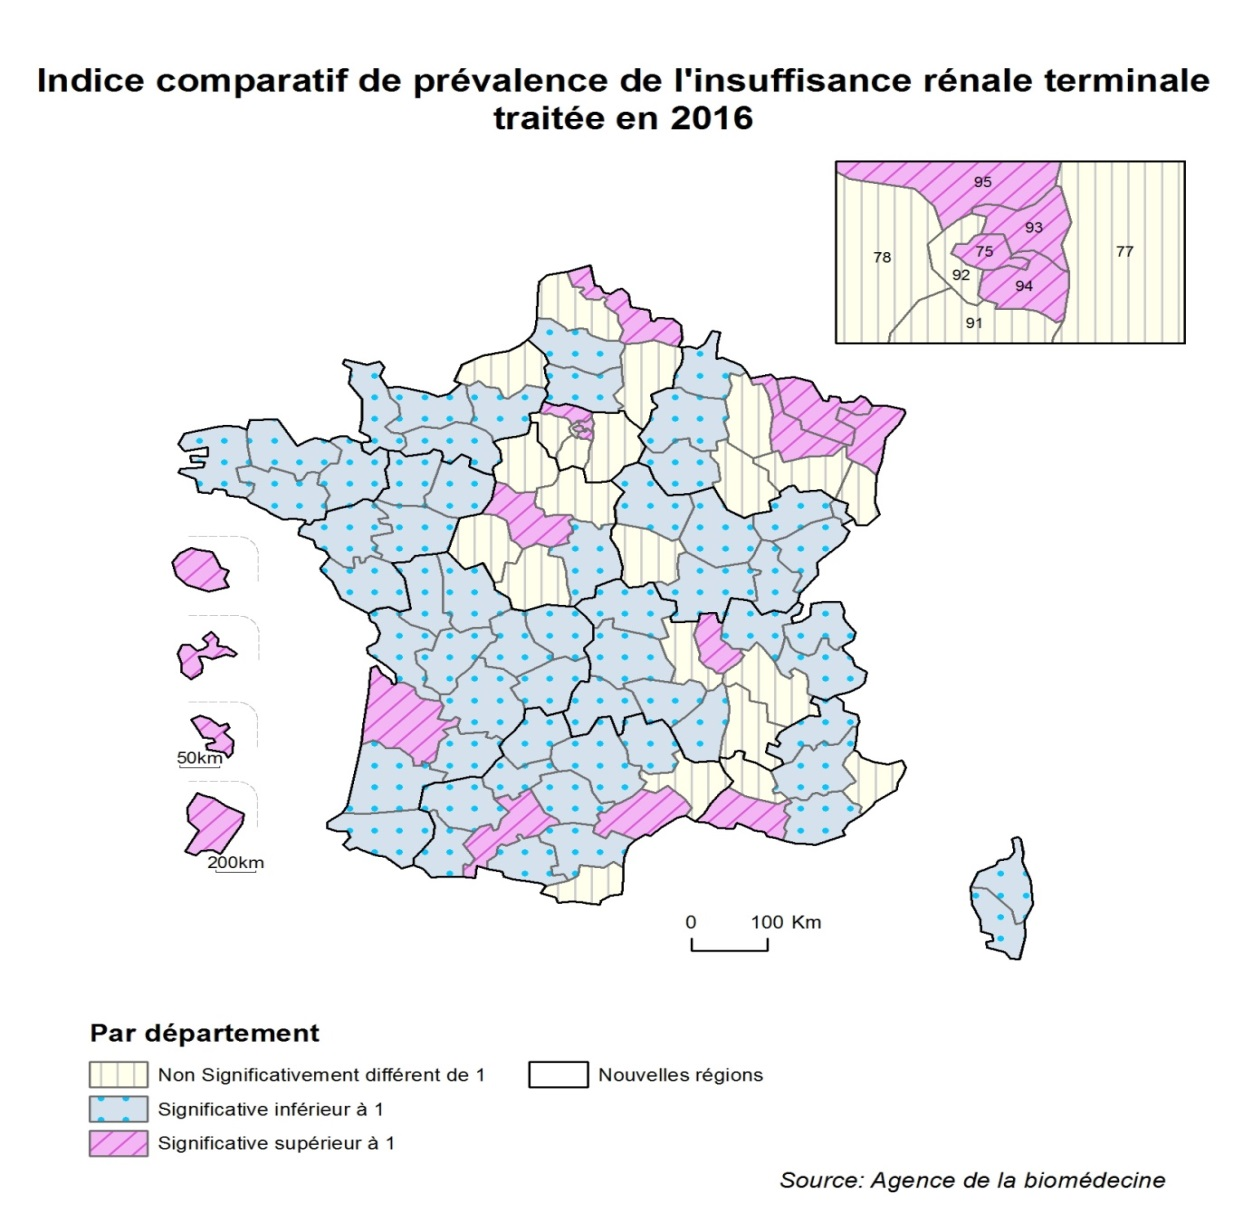 Indice comparatif de prévalence de l'insuffisance rénale terminale
traitée en 2016
95
93
78
75
77
92
94
91
50km
200km
0 100 Km
Par département
Non Significativement différent de 1
Nouvelles régions
Significative inférieur à 1
Significative supérieur à 1
Source: Agence de la biomédecine